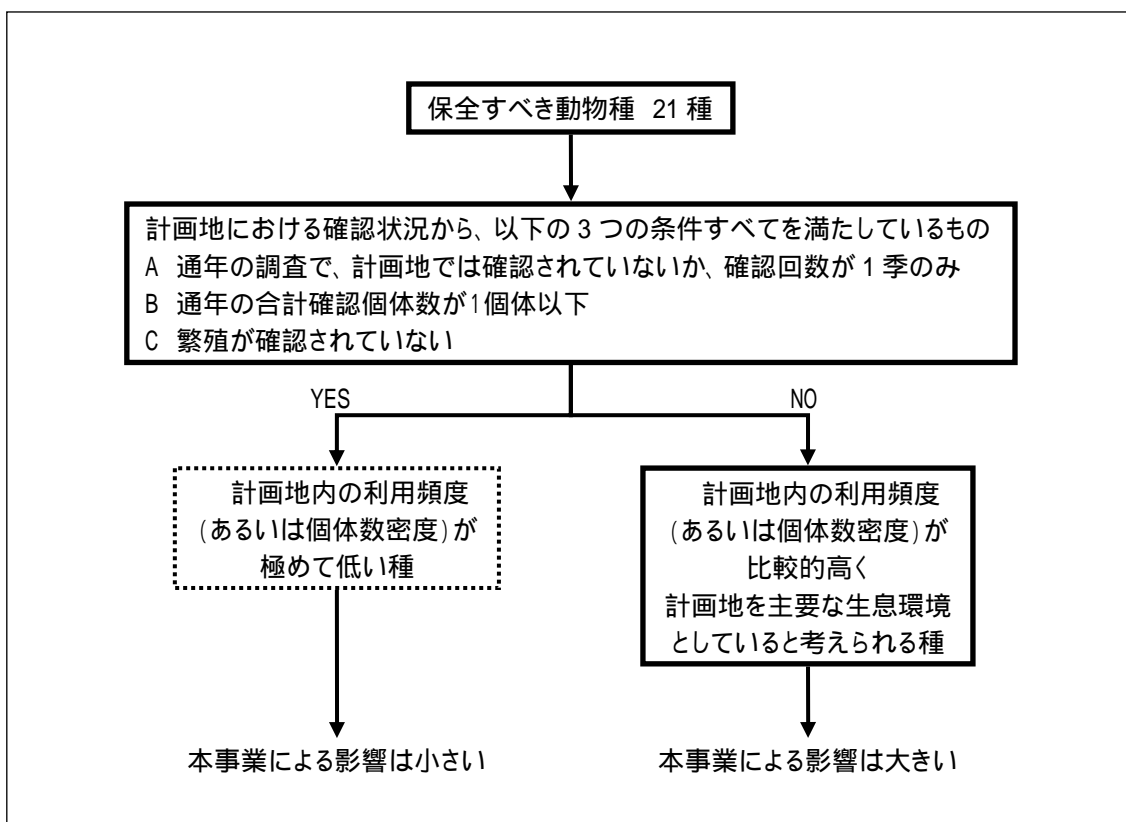 保全すべき動物種 21種
計画地における確認状況から、以下の3つの条件すべてを満たしているもの
A 通年の調査で、計画地では確認されていないか、確認回数が1季のみ
B 通年の合計確認個体数が1個体以下
C 繁殖が確認されていない
YES
NO
計画地内の利用頻度
(あるいは個体数密度)が
極めて低い種
計画地内の利用頻度
(あるいは個体数密度)が
比較的高く
計画地を主要な生息環境
としていると考えられる種
本事業による影響は小さい
本事業による影響は大きい